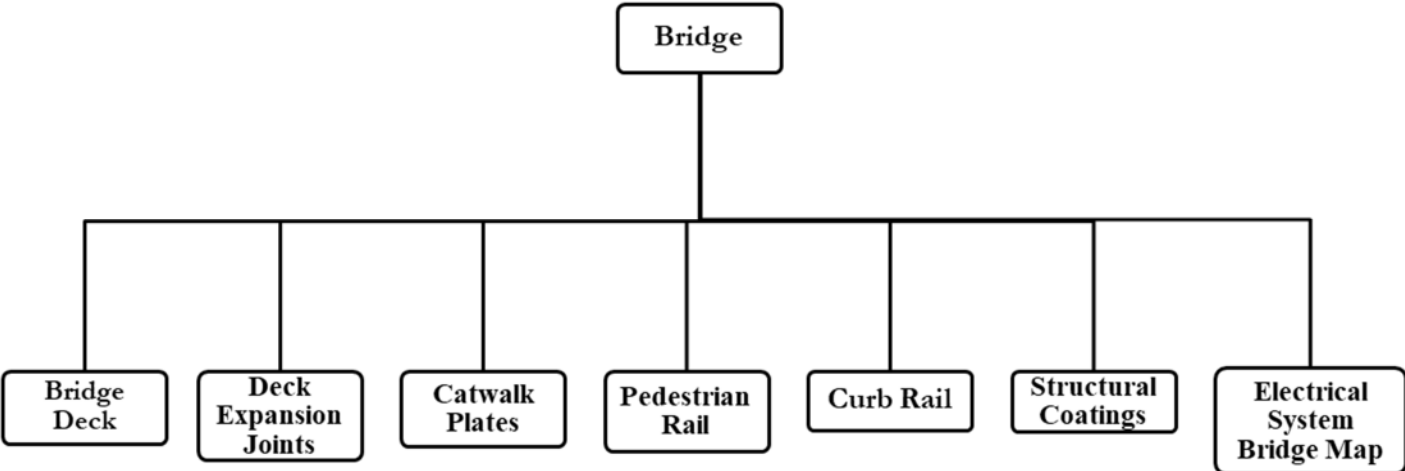 Bridge
Bridge
Deck
Deck
Expansion
Joints
Catwalk
Plates
Pedestrian
Rail
Curb Rail
Structural
Coatings
Electrical
System
Bridge Map